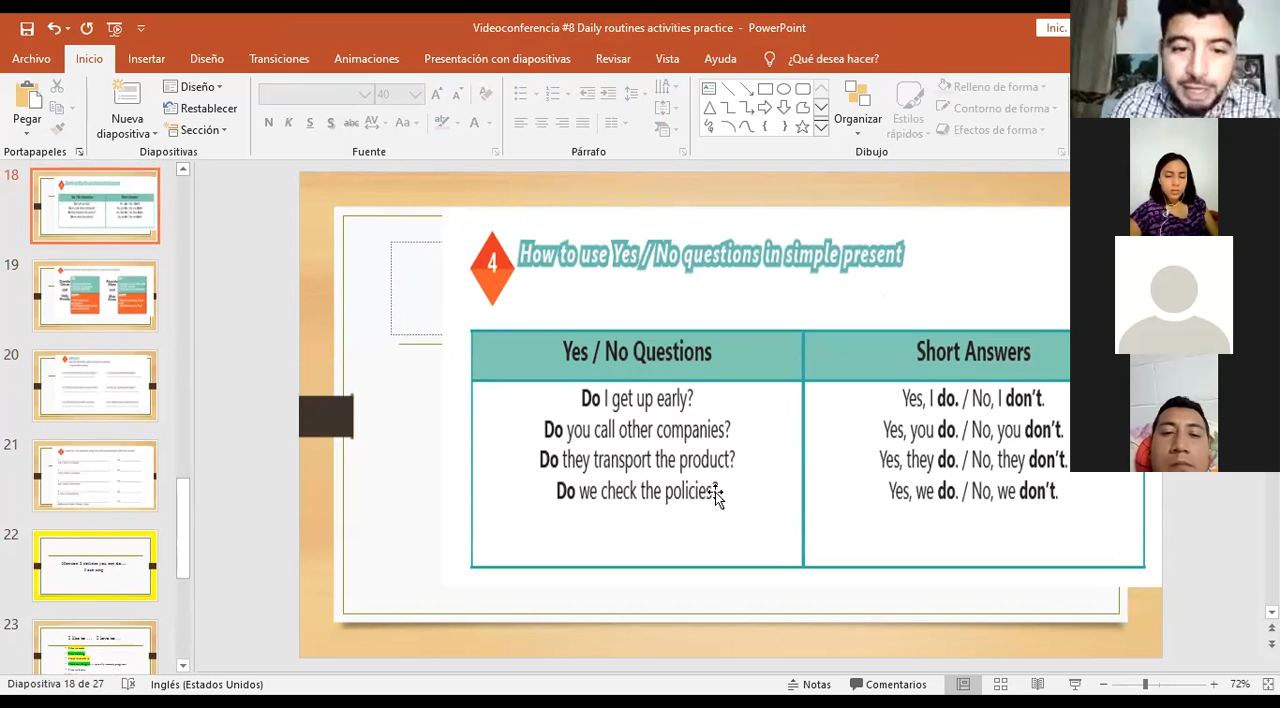 Videoconferencia #8 Daily routines activities practice - PowerPoint
Inic.
Archivo Inicio Insertar Diseño Transiciones Animaciones Presentación con diapositivas Revisar Vista Ayuda ¿Qué desea hacer?
Pegar
Portapapeles
Nueva diapositiva
Diseño
Restablecer
Sección
Diapositivas
40
N K S S abc AV Aa A
Fuente
Párrafo
Organizar
Estilos rápidos
Dibujo
Relleno de forma
Contorno de forma
Efectos de forma
18
19
20
21
22
23
4 How to use Yes/No questions in simple present
Yes / No Questions Short Answers
Do I get up early? Yes, I do. / No, I don't.
Do you call other companies? Yes, you do. / No, you don't.
Do they transport the product? Yes, they do. / No, they don't.
Do we check the policies Yes, we do. / No, we don't.
Diapositiva 18 de 27 Inglés (Estados Unidos) Notas Comentarios 72%